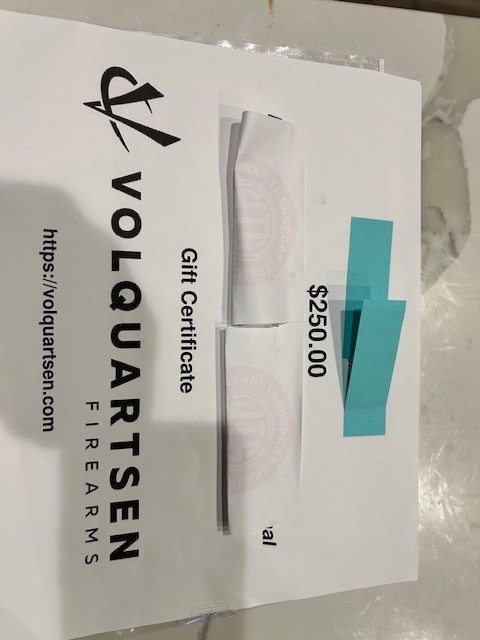 VOLQUARTSEN
FIREARMS
https://volquartsen.com
Gift Certificate
al
$250.00